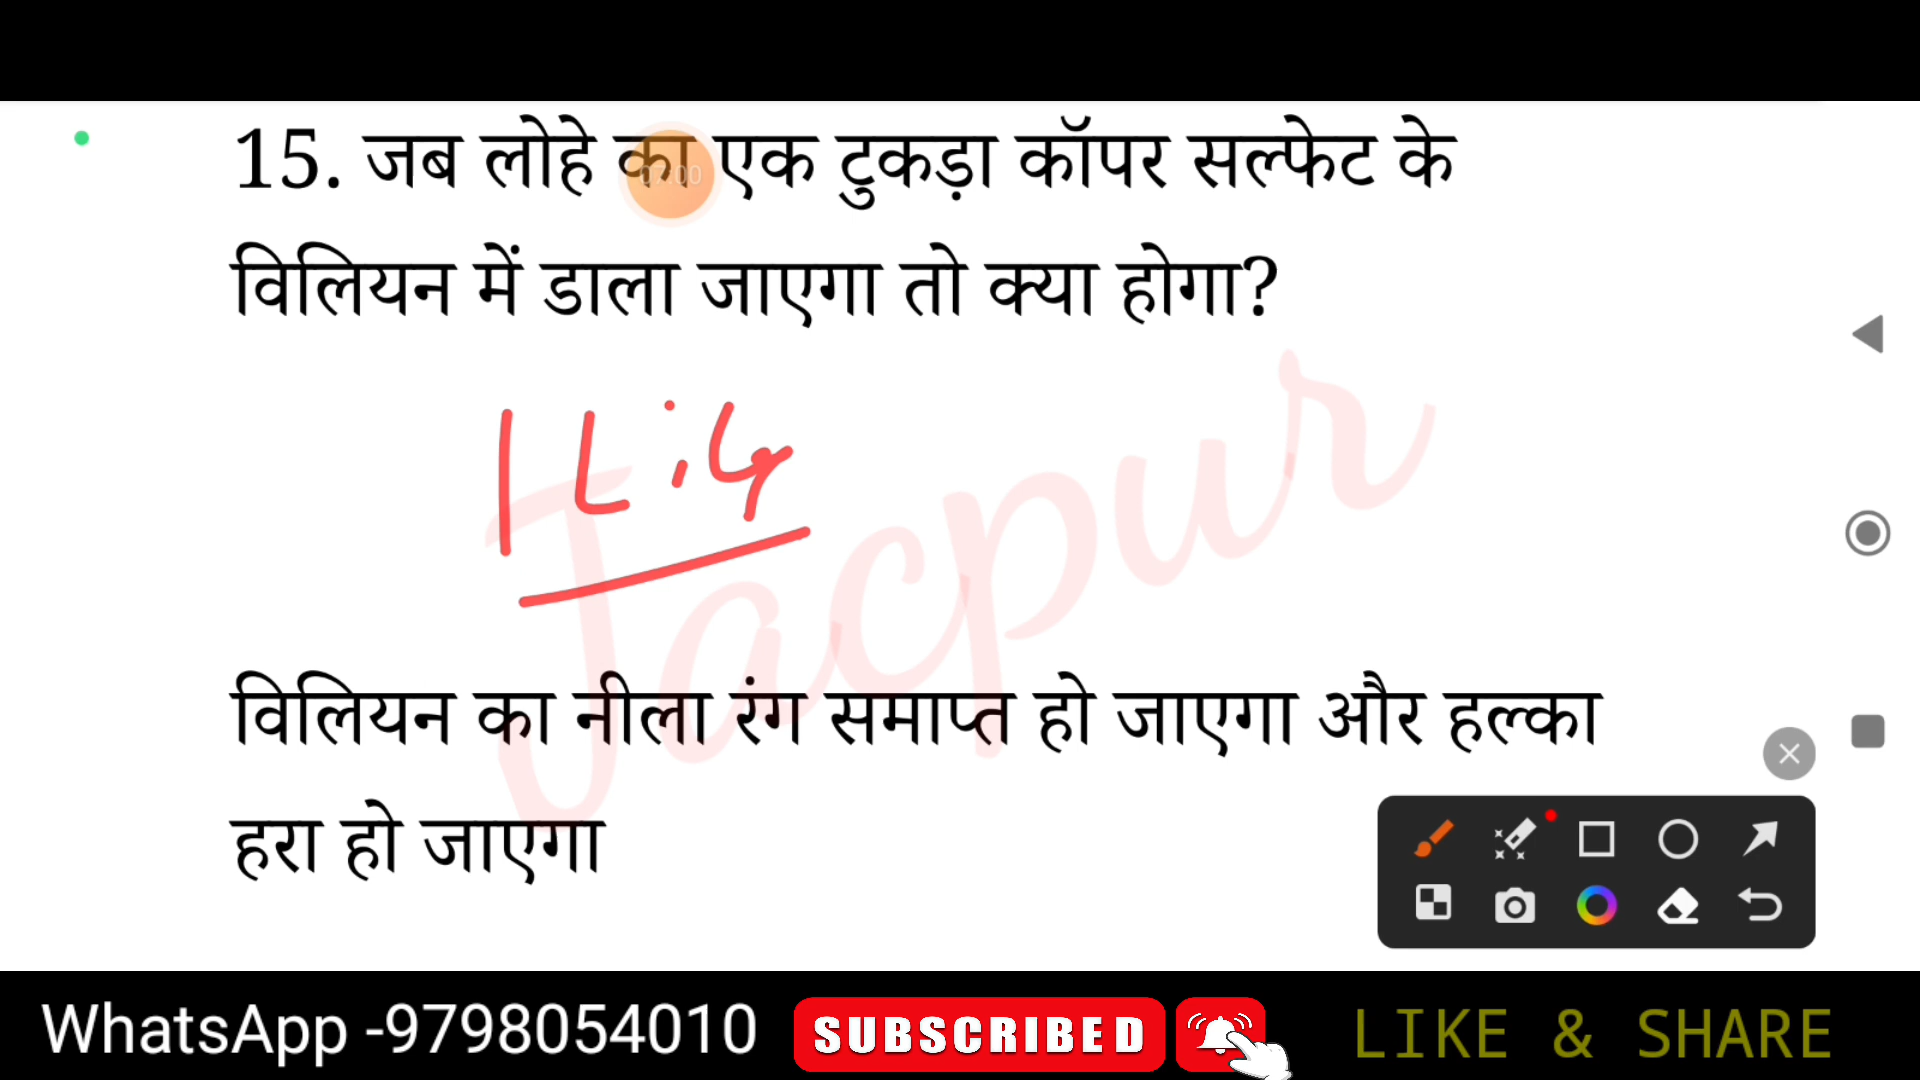 15. जब लोहे का एक टुकड़ा कॉपर सल्फेट के
विलियन में डाला जाएगा तो क्या होगा?
Jacpur
विलियन का नीला रंग समाप्त हो जाएगा और हल्का
हरा हो जाएगा
WhatsApp -9798054010
SUBSCRIBED
LIKE & SHARE